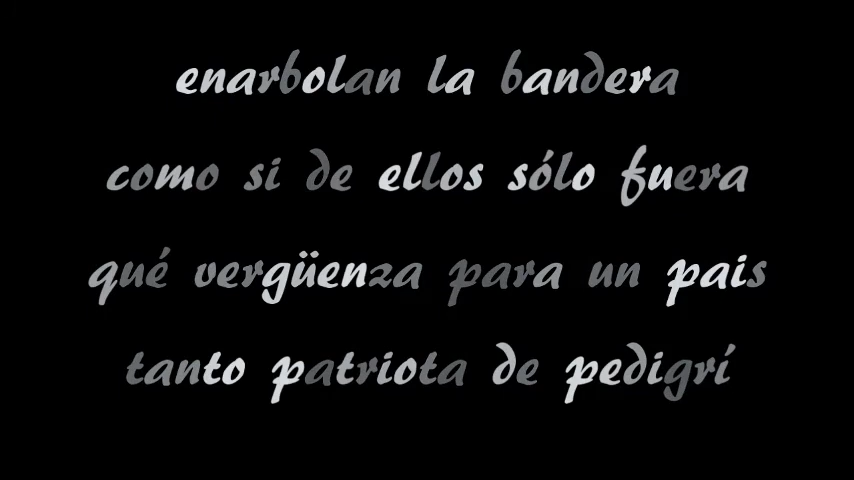 enarbolan la bandera
como si de ellos sólo fuera
qué vergüenza para un pais
tanto patriota de pedigrí